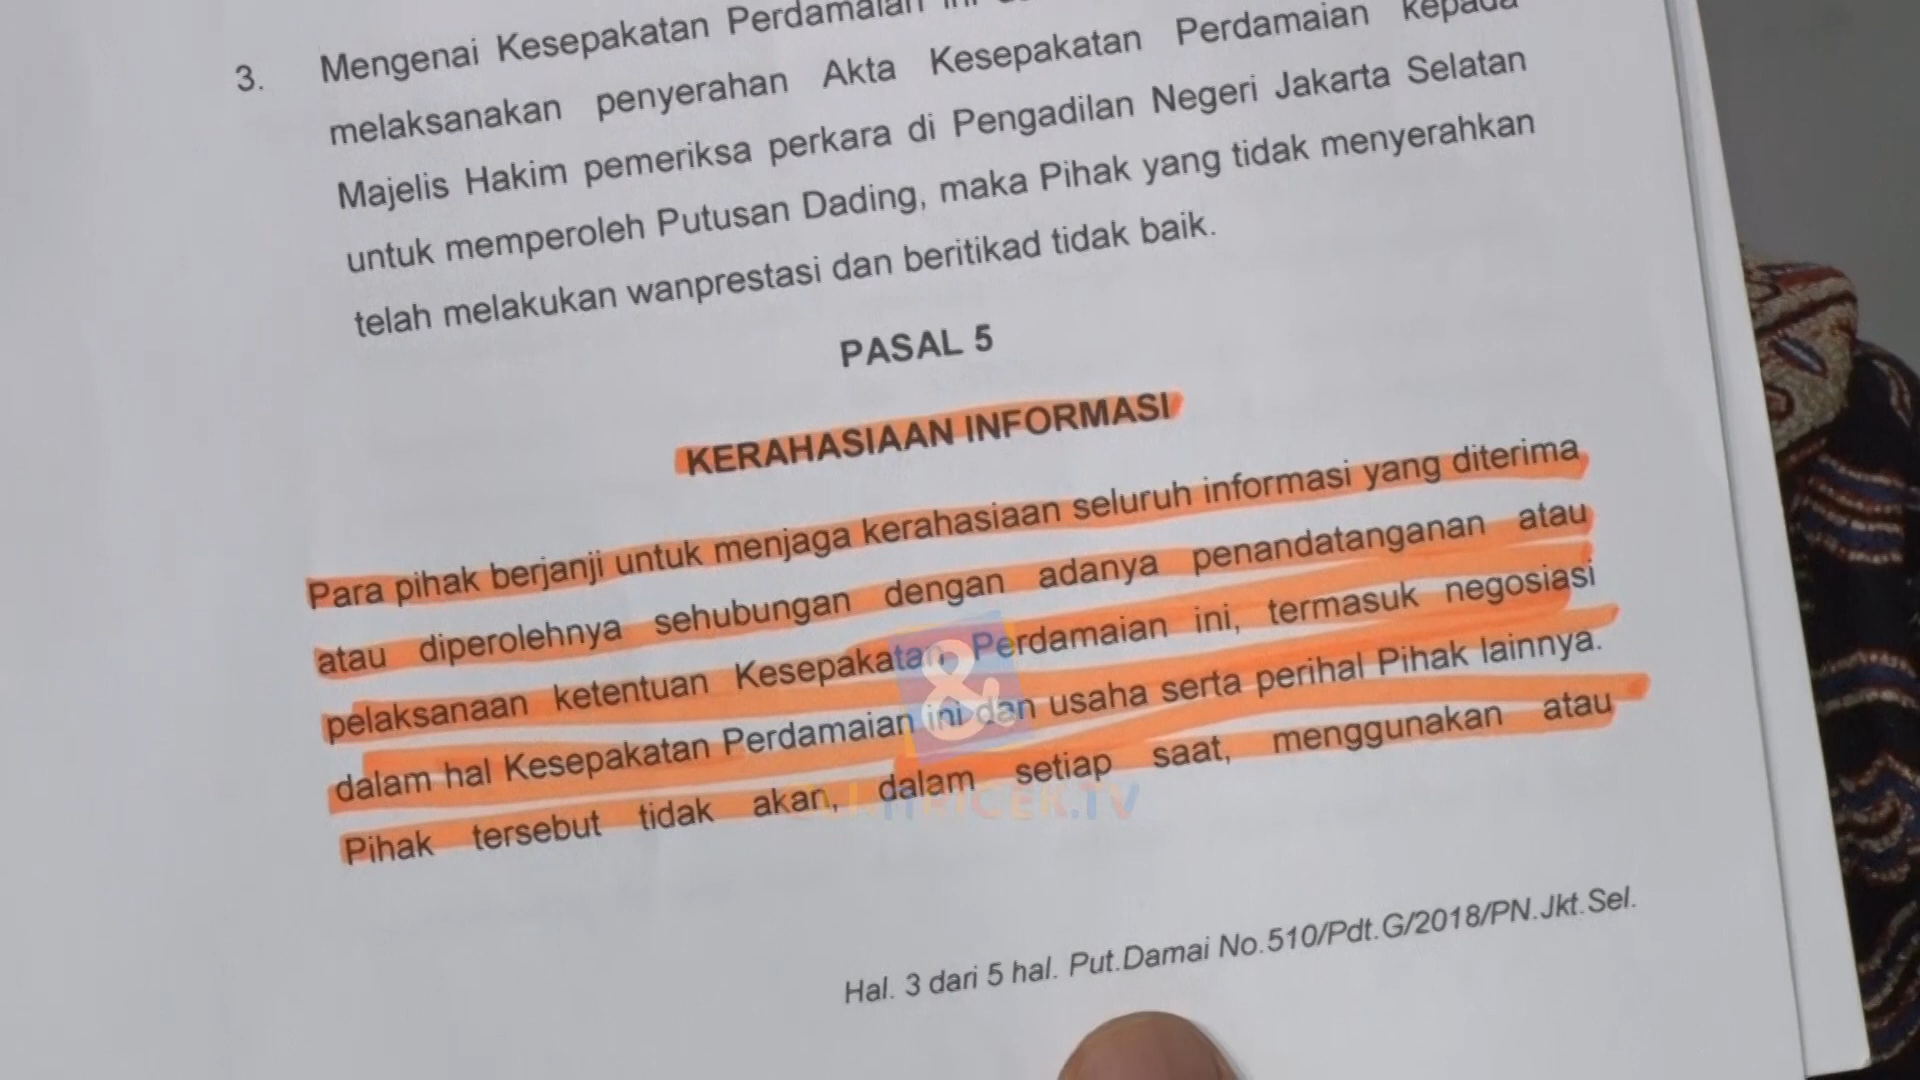 3. Mengenai Kesepakatan Perdamaian ini
melaksanakan penyerahan Akta Kesepakatan Perdamaian kepada
Majelis Hakim pemeriksa perkara di Pengadilan Negeri Jakarta Selatan
untuk memperoleh Putusan Dading, maka Pihak yang tidak menyerahkan
telah melakukan wanprestasi dan beritikad tidak baik.
PASAL 5
KERAHASIAAN INFORMASI
Para pihak berjanji untuk menjaga kerahasiaan seluruh informasi yang diterima
atau diperolehnya sehubungan dengan adanya penandatanganan atau
pelaksanaan ketentuan Kesepakatan Perdamaian ini, termasuk negosiasi
dalam hal Kesepakatan Perdamaian ini dan usaha serta perihal Pihak lainnya.
Pihak tersebut tidak akan, dalam setiap saat, menggunakan atau
&
Hal. 3 dari 5 hal. Put.Damai No.510/Pdt.G/2018/PN.Jkt.Sel.